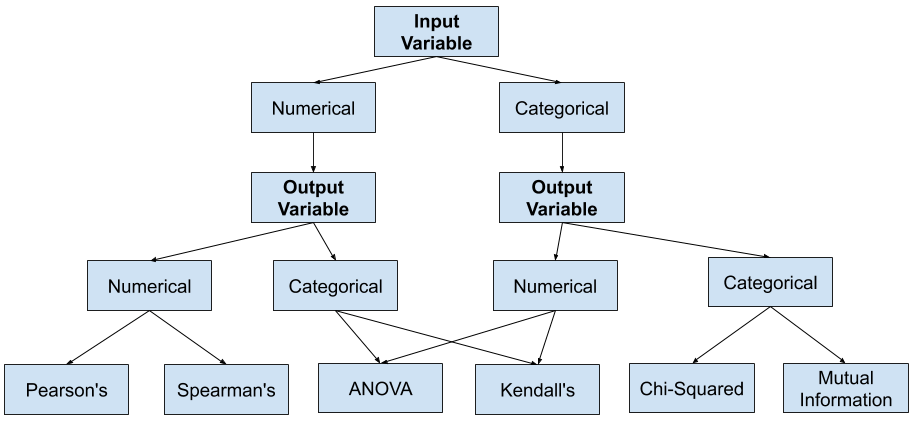 Input
Variable
Numerical
Categorical
Output
Variable
Output
Variable
Numerical
Categorical
Numerical
Categorical
Pearson's
Spearman's
ANOVA
Kendall's
Chi-Squared
Mutual
Information